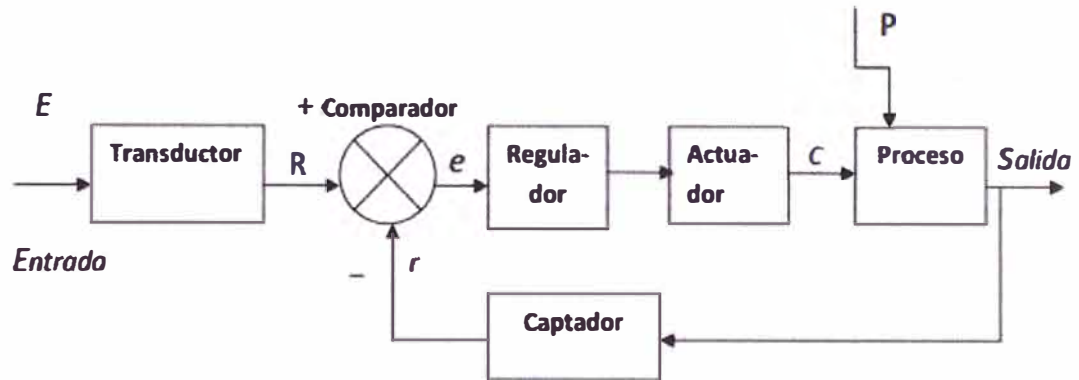 P
E
+ Comparador
Transductor
R
e
Regula-
dor
Actua-
dor
C
Proceso
Salida
Entrada
–
r
Captador